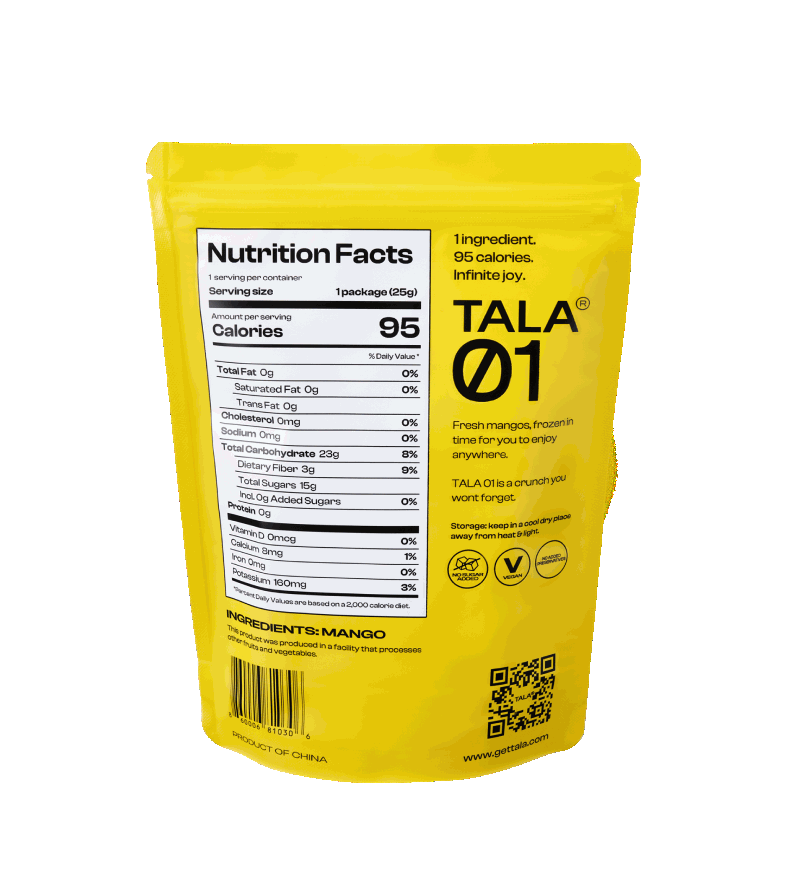 Nutrition Facts
1 serving per container
Serving size 1 package (25g)
Amount per serving
Calories 95
% Daily Value *
Total Fat 0g 0%
Saturated Fat 0g 0%
Trans Fat 0g
Cholesterol 0mg 0%
Sodium 0mg 0%
Total Carbohydrate 23g 8%
Dietary Fiber 3g 9%
Total Sugars 15g
Incl. 0g Added Sugars 0%
Protein 0g
Vitamin D 0mcg 0%
Calcium 8mg 1%
Iron 0mg 0%
Potassium 160mg 3%
*Percent Daily Values are based on a 2,000 calorie diet.
INGREDIENTS: MANGO
This product was produced in a facility that processes
other fruits and vegetables.
60006 81030 6
PRODUCT OF CHINA
1 ingredient.
95 calories.
Infinite joy.
TALA®
Ø1
Fresh mangos, frozen in
time for you to enjoy
anywhere.
TALA 01 is a crunch you
wont forget.
Storage: keep in a cool dry place
away from heat & light.
NO SUGAR
ADDED
V
VEGAN
NO ADDED
PRESERVATIVES
TALA
www.gettala.com